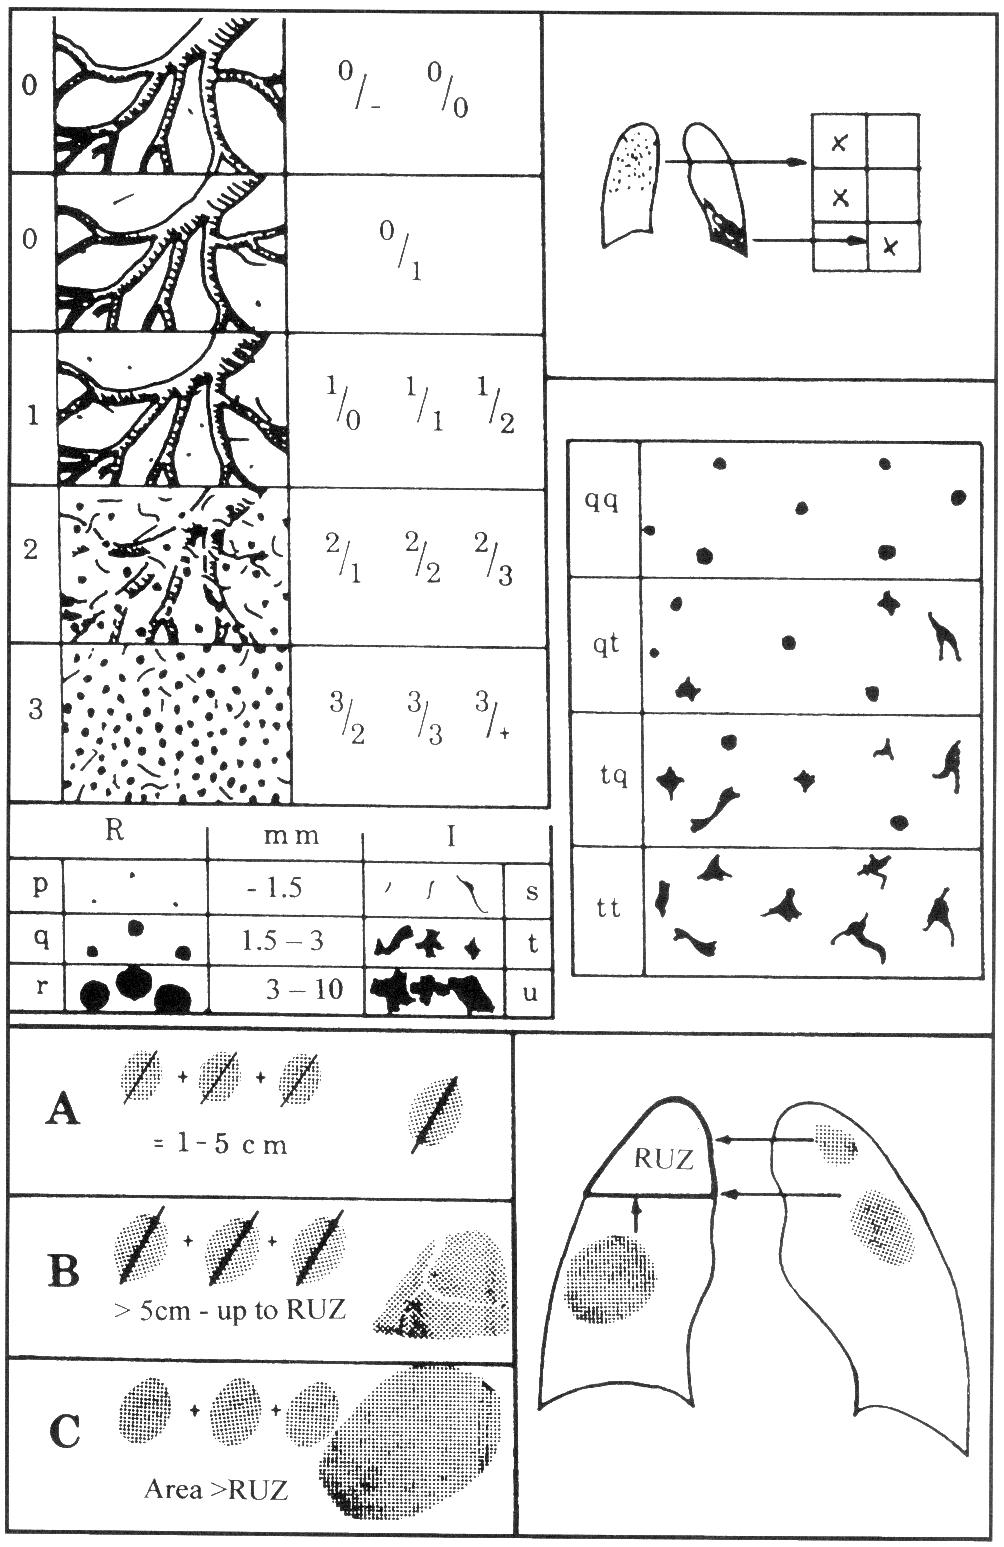 0
0/- 0/0
0
0/1
1
1/0 1/1 1/2
2
2/1 2/2 2/3
3
3/2 3/3 3/+
x
x
x
qq
qt
tq
tt
R mm I
p - 1.5 s
q 1.5 – 3 t
r 3 – 10 u
A
+ +
= 1 - 5 cm
B
+ +
> 5cm - up to RUZ
C
+ +
Area >RUZ
RUZ